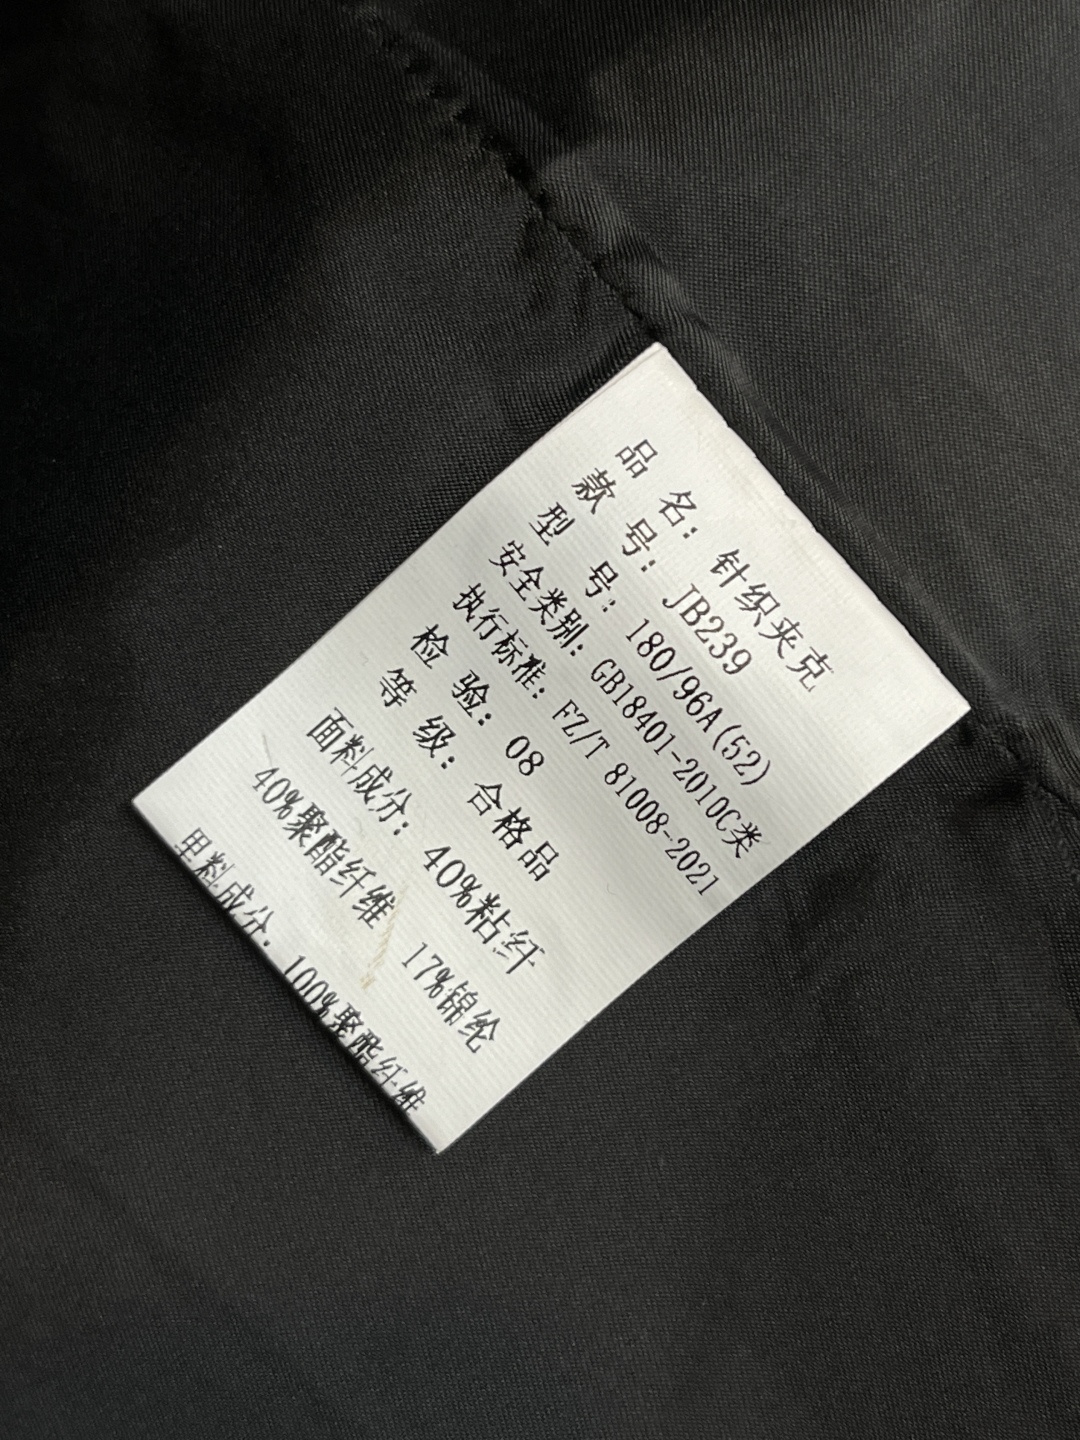 品 名: 针织夹克
款 号: JB239
型 号: 180/96A(52)
安全类别: GB18401-2010C类
执行标准: FZ/T 81008-2021
检 验: 08
等 级: 合格品
面料成分: 40%粘纤
40%聚酯纤维 17%锦纶
里料成分: 100%聚酯纤维